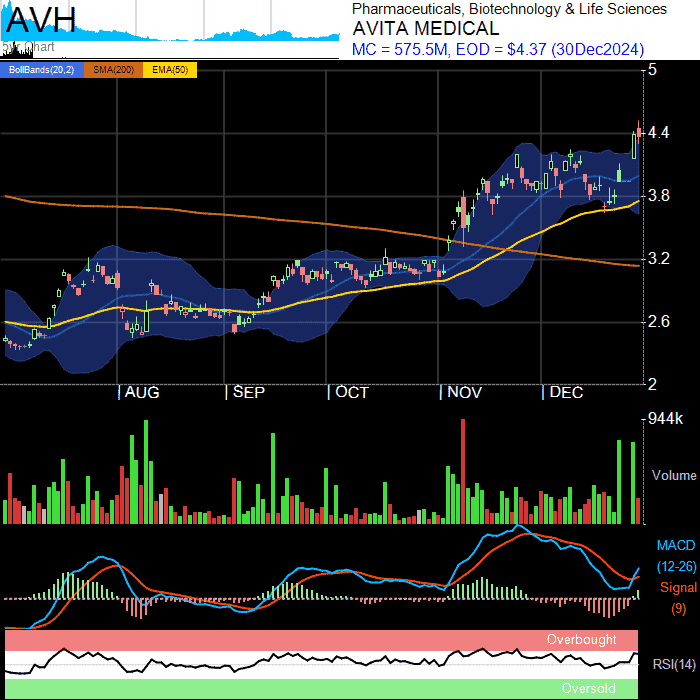 AVH
5yr Chart
Pharmaceuticals, Biotechnology & Life Sciences
AVITA MEDICAL
MC = 575.5M, EOD = $4.37 (30Dec2024)
BollBands(20,2) SMA(200) EMA(50)
5
4.4
3.8
3.2
2.6
2
AUG SEP OCT NOV DEC
944k
Volume
MACD
(12-26)
Signal
(9)
Overbought
RSI(14)
Oversold